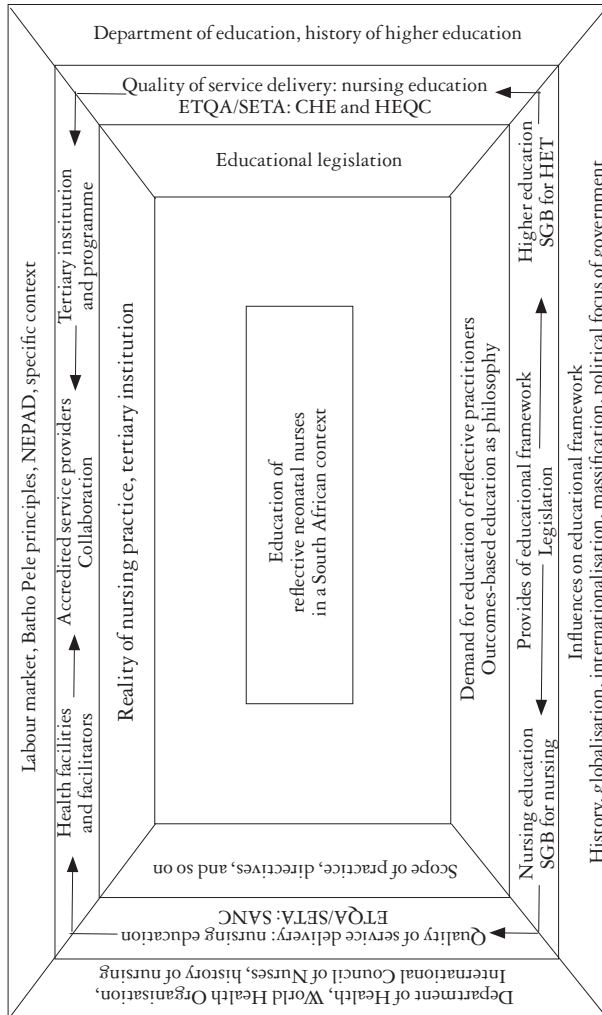 Department of education, history of higher education
Quality of service delivery: nursing education
ETQA/SETA: CHE and HEQC
Educational legislation
Labour market, Batho Pele principles, NEPAD, specific context
Tertiary institution
and programme
Accredited service providers
Collaboration
Health facilities
and facilitators
Reality of nursing practice, tertiary institution
Education of
reflective neonatal nurses
in a South African context
Demand for education of reflective practitioners
Outcomes-based education as philosophy
Higher education
SGB for HET
Provides of educational framework
Legislation
Nursing education
SGB for nursing
Influences on educational framework
History, globalisation, internationalisation, massification, political focus of government
Scope of practice, directives, and so on
Quality of service delivery: nursing education
ETQA/SETA: SANC
Department of Health, World Health Organisation,
International Council of Nurses, history of nursing